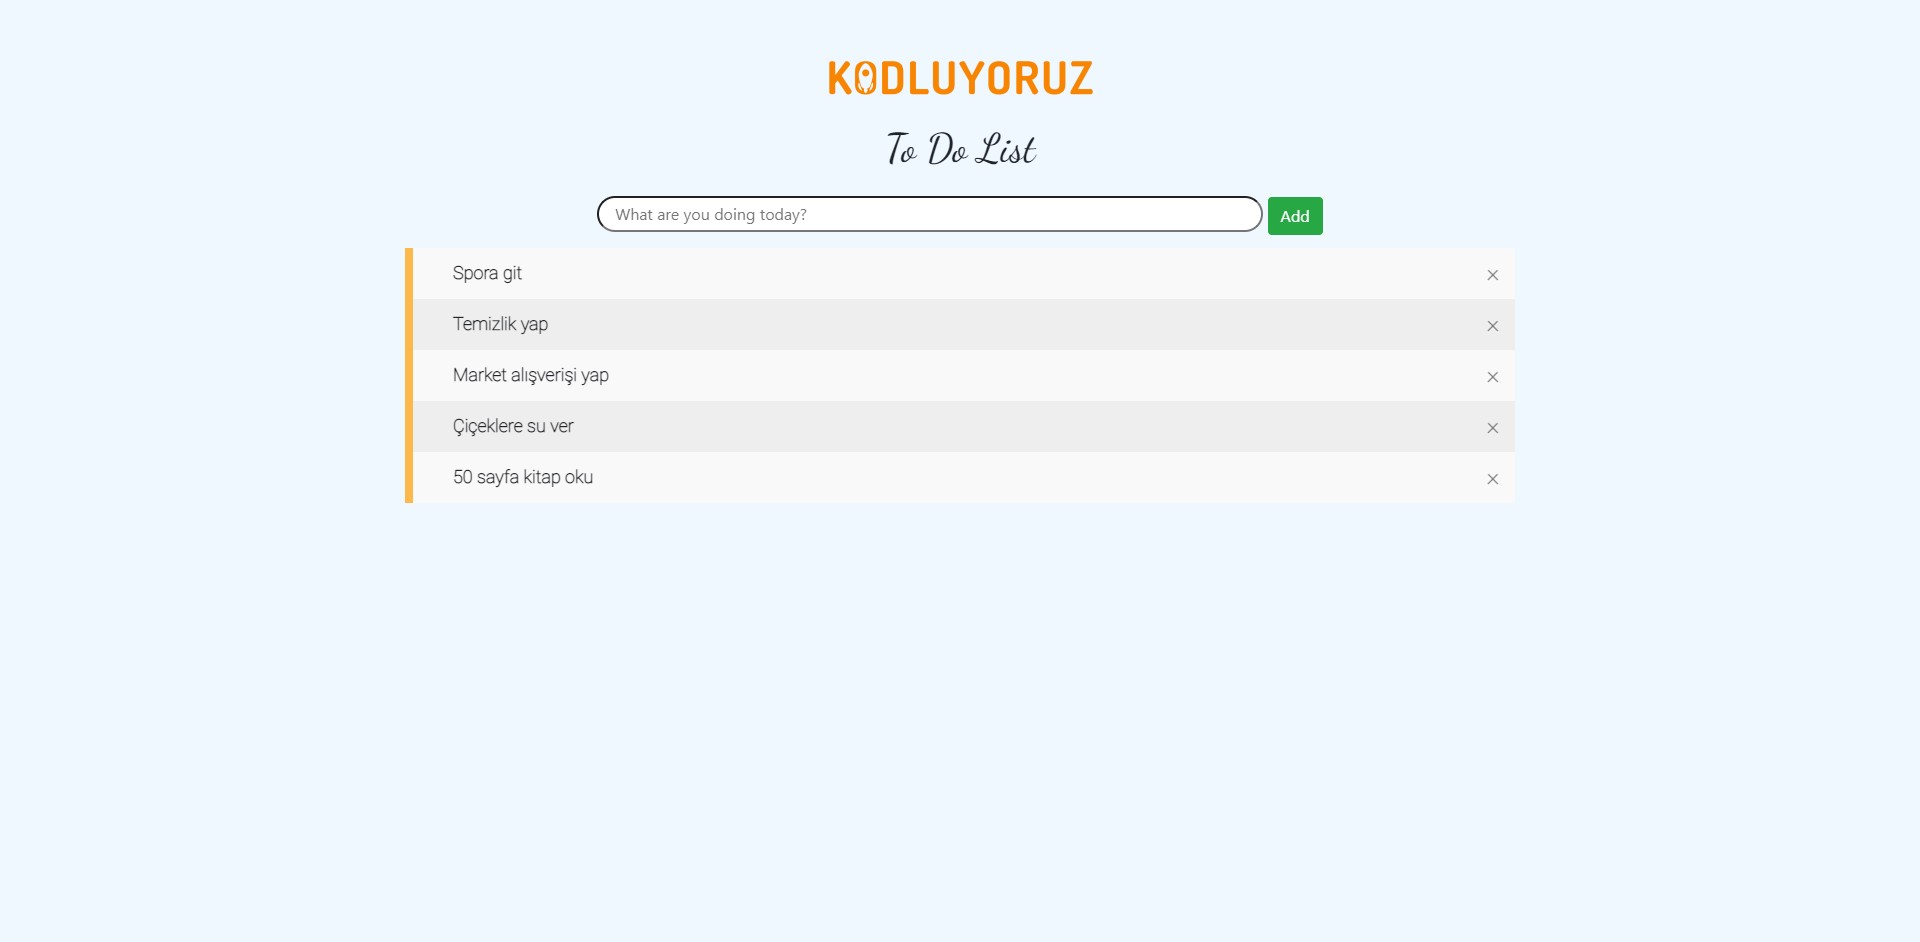 KODLUYORUZ
To Do List
What are you doing today?
Add
Spora git
×
Temizlik yap
×
Market alışverişi yap
×
Çiçeklere su ver
×
50 sayfa kitap oku
×